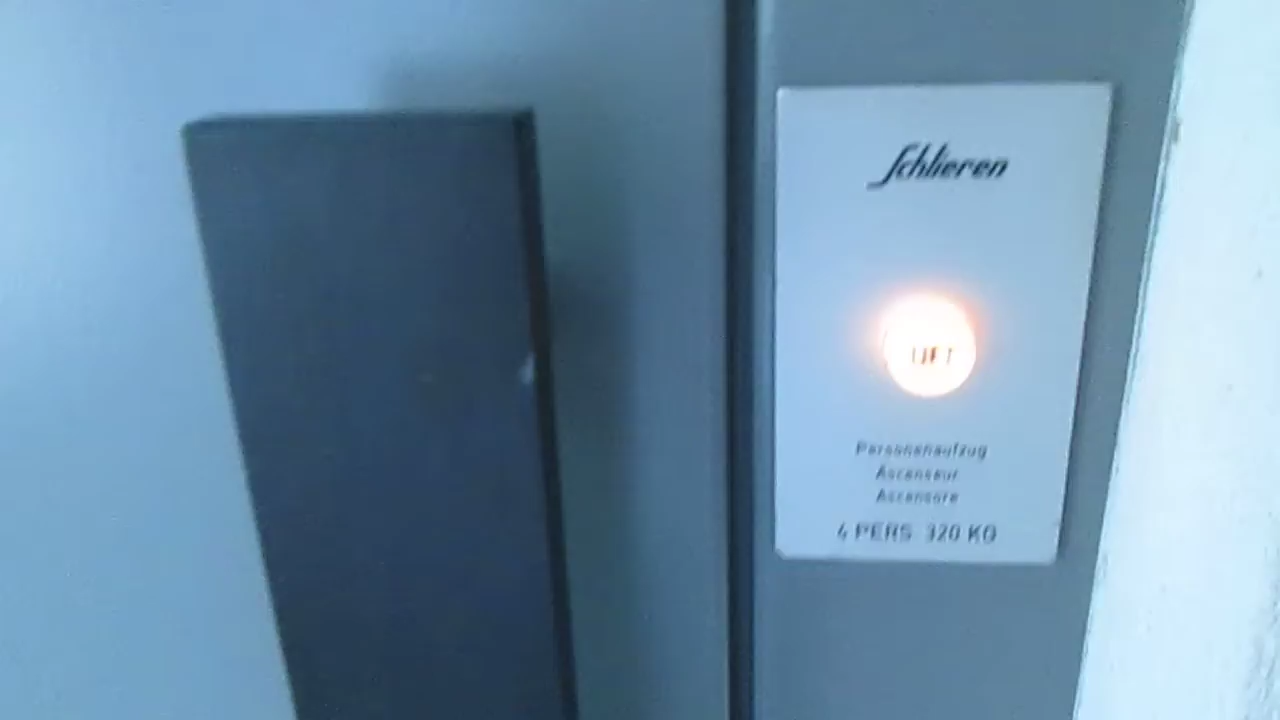 Schlieren
LIFT
Personenaufzug
Ascenseur
Ascensore
4 PERS 320 KG